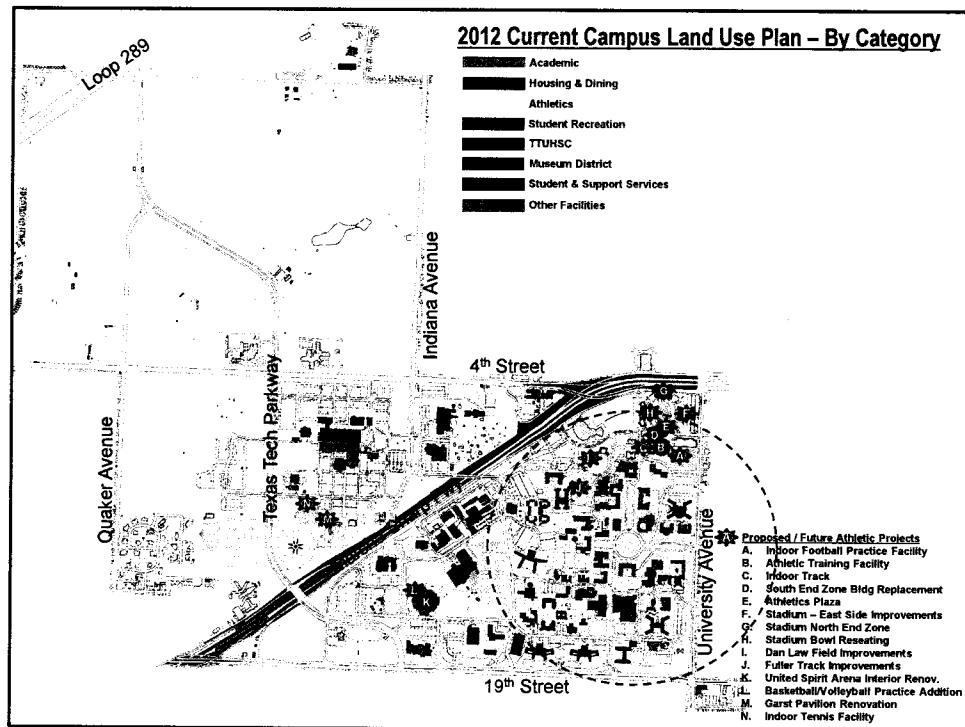 2012 Current Campus Land Use Plan – By Category
Academic
Housing & Dining
Athletics
Student Recreation
TTUHSC
Museum District
Student & Support Services
Other Facilities
Loop 289
Indiana Avenue
4th Street
Texas Tech Parkway
Quaker Avenue
University Avenue
19th Street
G
E
D
B
A
K
A
Proposed / Future Athletic Projects
A. Indoor Football Practice Facility
B. Athletic Training Facility
C. Indoor Track
D. South End Zone Bldg Replacement
E. Athletics Plaza
F. Stadium – East Side Improvements
G. Stadium North End Zone
H. Stadium Bowl Reseating
I. Dan Law Field Improvements
J. Fuller Track Improvements
K. United Spirit Arena Interior Renov.
L. Basketball/Volleyball Practice Addition
M. Garst Pavilion Renovation
N. Indoor Tennis Facility